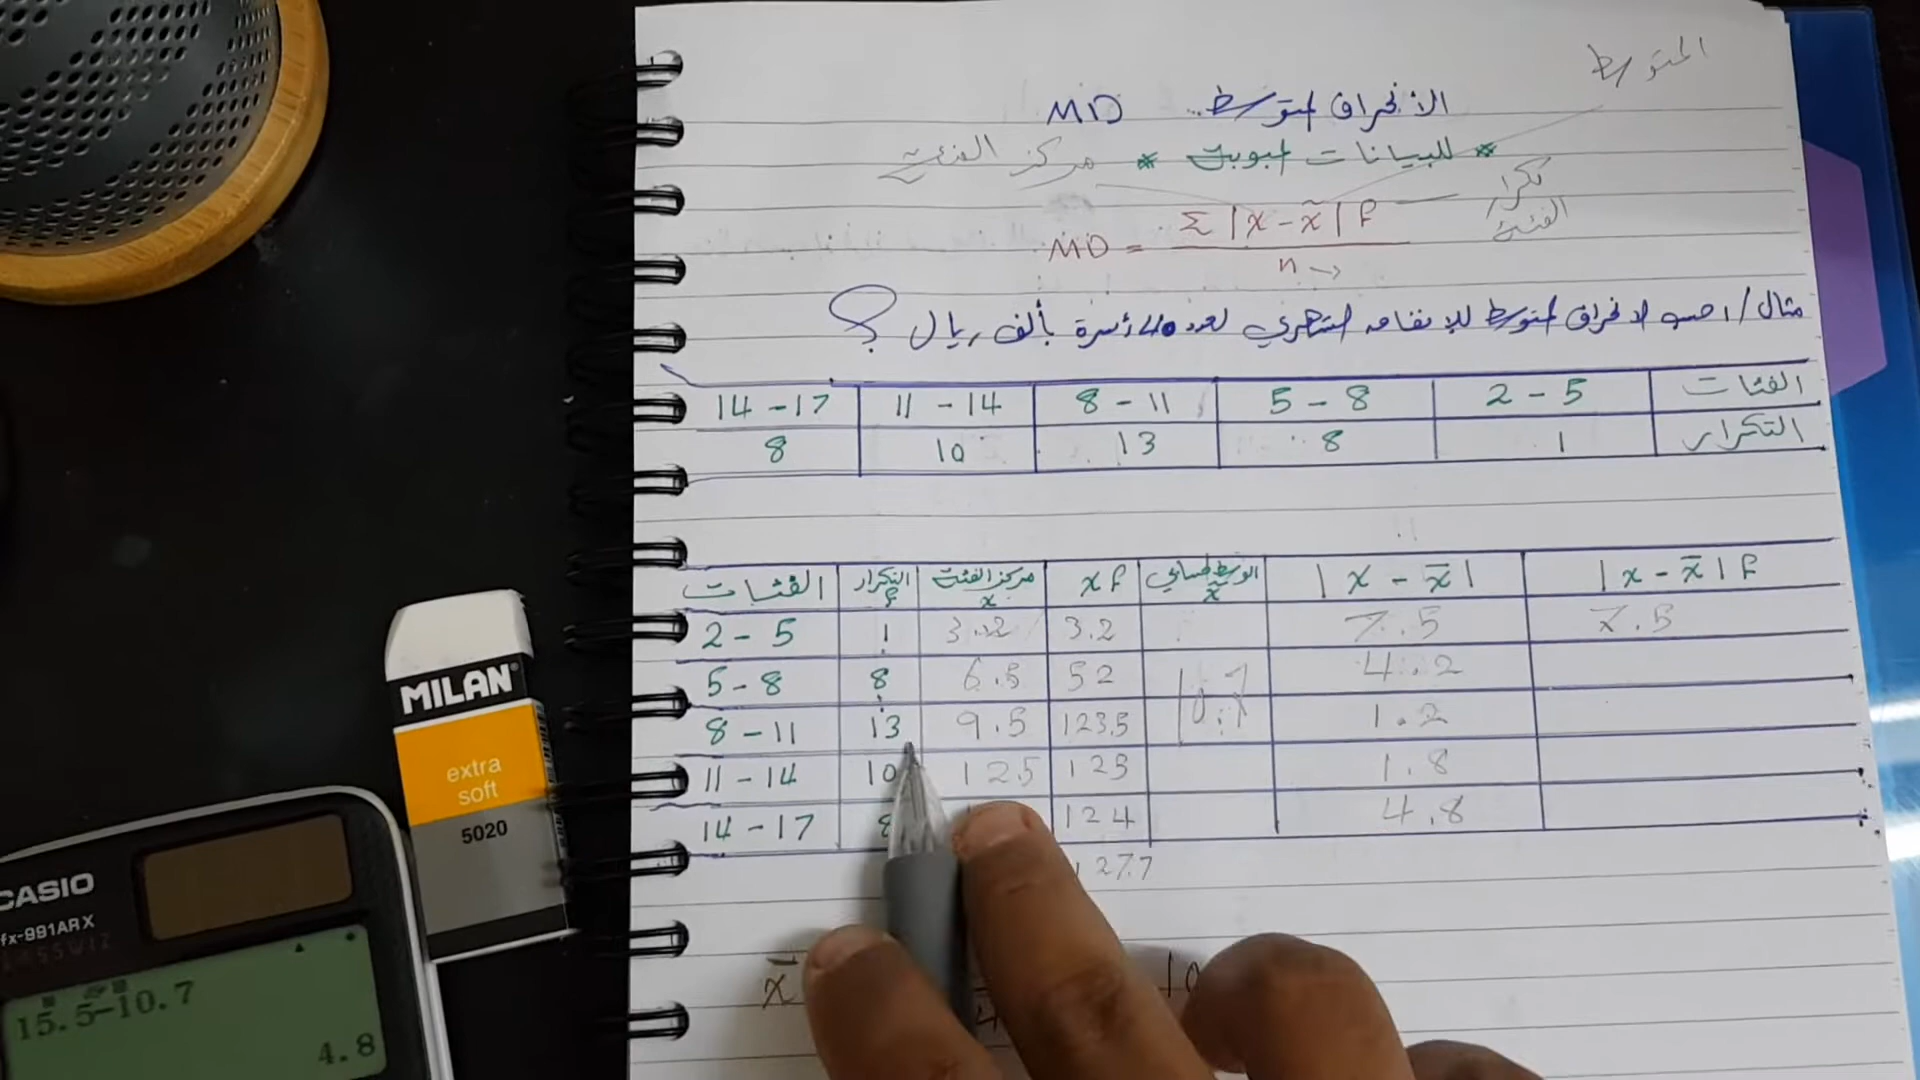 المتوسط
الانحراف المتوسط MD
* للبيانات المبوبة * مركز الفئة
تكرار
الفئة
MD = Σ |x - x̄| f
n
مثال / احسب الانحراف المتوسط للإنفاق الشهري لعدد 40 أسرة بألف ريال ؟
الفئات 2 - 5 5 - 8 8 - 11 11 - 14 14 - 17
التكرار 1 8 13 10 8
الفئات التكرار f مركز الفئة x x f الوسط الحسابي x̄ | x - x̄ | | x - x̄ | f
2 - 5 1 3.2 3.2 7.5 7.5
5 - 8 8 6.5 52 10.7 4.2
8 - 11 13 9.5 123.5 1.2
11 - 14 10 12.5 125 1.8
14 - 17 8 124 4.8
27.7
x̄
MILAN
extra
soft
5020
CASIO
fx-991ARX
15.5-10.7
4.8